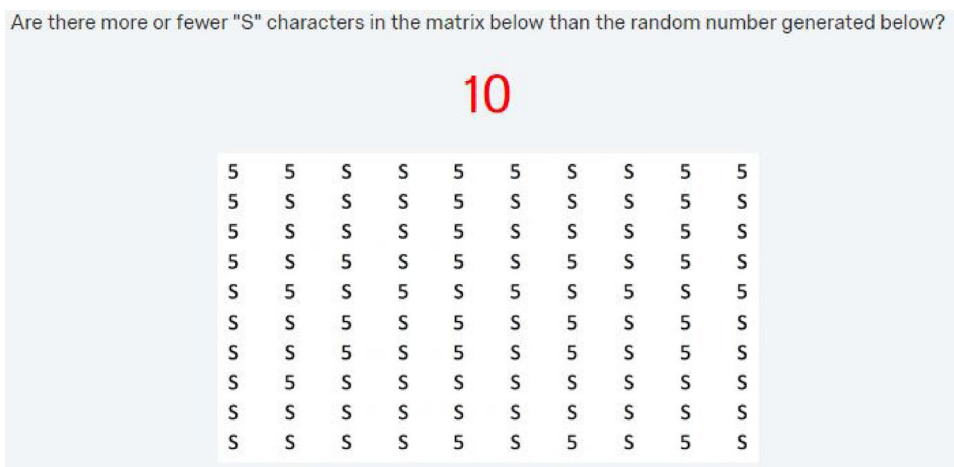 Are there more or fewer "S" characters in the matrix below than the random number generated below?
10
5 5 S S 5 5 S S 5 5
5 S S S 5 S S S 5 S
5 S S S 5 S S S 5 S
5 S 5 S 5 S 5 S 5 S
S 5 S 5 S 5 S 5 S 5
S S 5 S 5 S 5 S 5 S
S S 5 S 5 S 5 S 5 S
S 5 S S S S S S S S
S S S S S S S S S S
S S S S 5 S 5 S 5 S